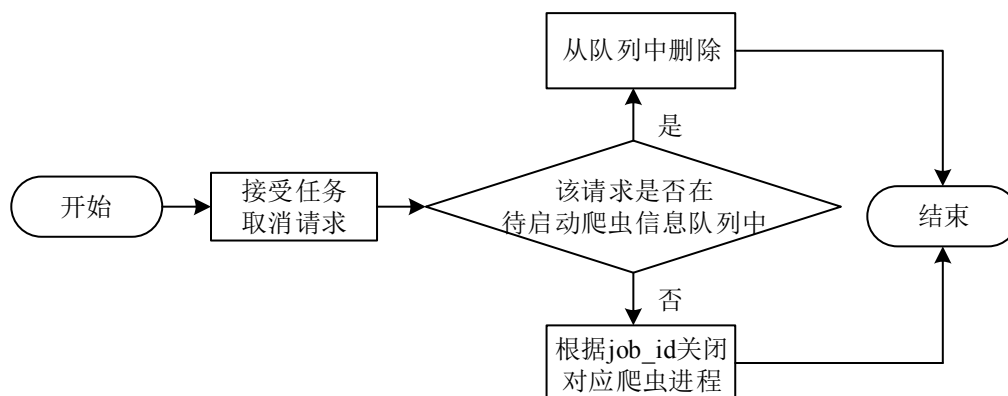 从队列中删除
是
开始
接受任务
取消请求
该请求是否在
待启动爬虫信息队列中
结束
否
根据job_id关闭
对应爬虫进程